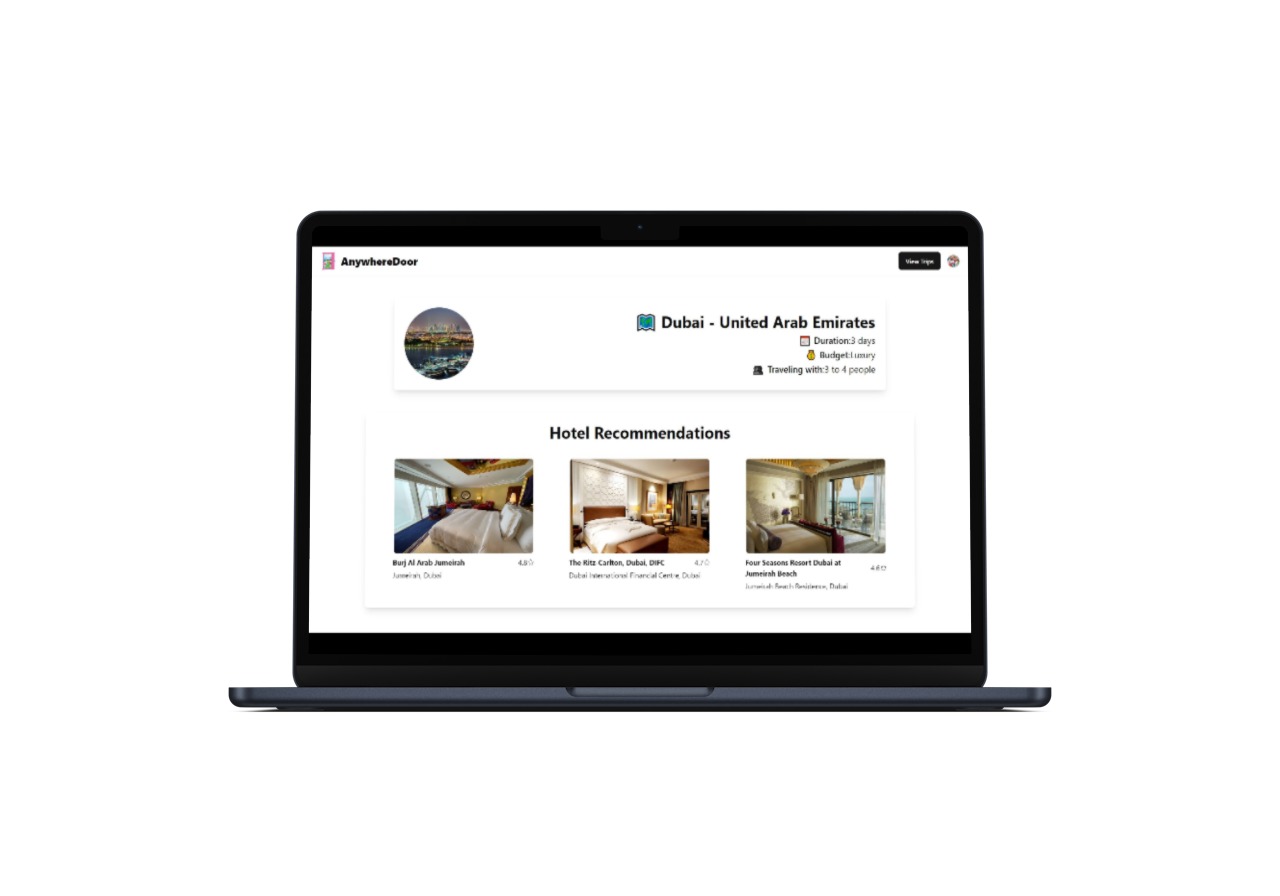 AnywhereDoor
View Trips
Dubai - United Arab Emirates
Duration:3 days
Budget:Luxury
Traveling with:3 to 4 people
Hotel Recommendations
Burj Al Arab Jumeirah
4.8
Jumeirah, Dubai
The Ritz-Carlton, Dubai, DIFC
4.7
Dubai International Financial Centre, Dubai
Four Seasons Resort Dubai at
Jumeirah Beach
4.6
Jumeirah Beach Residence, Dubai